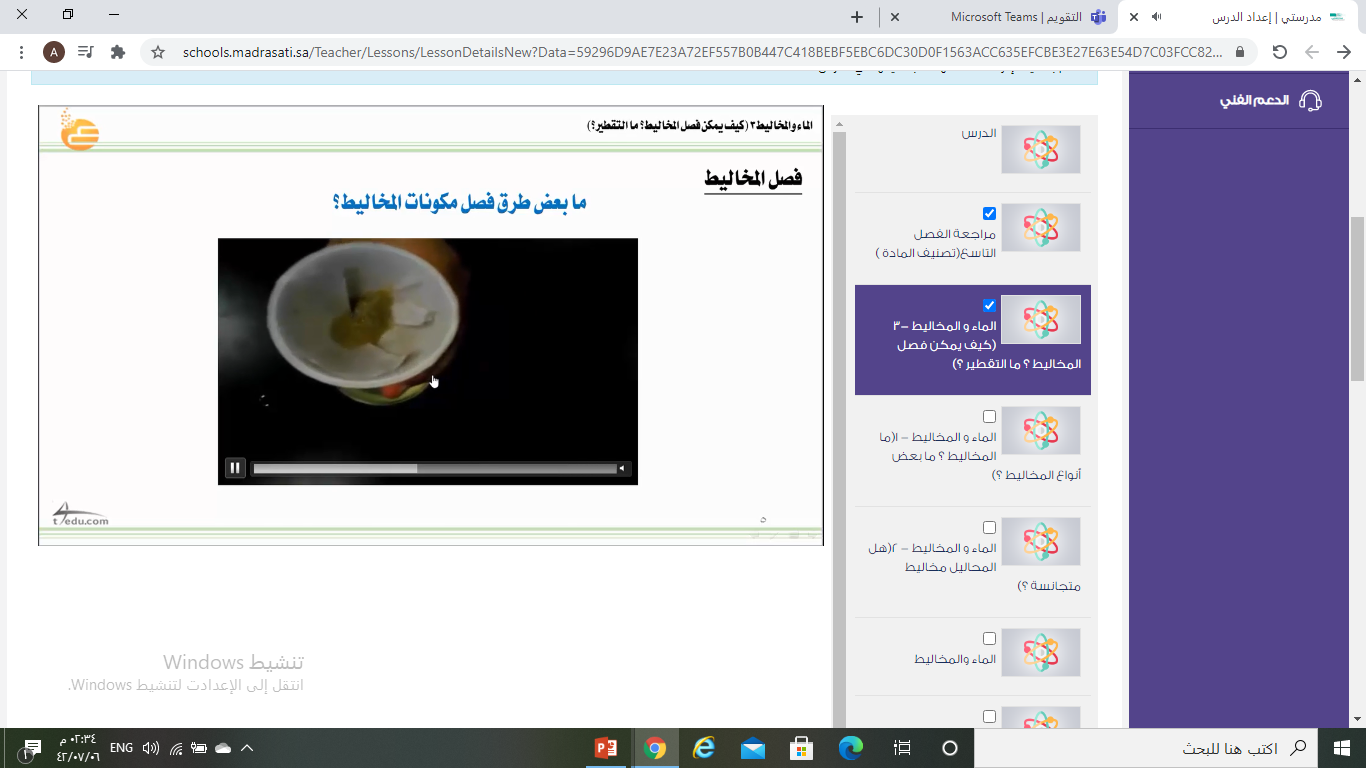 مدرستي | إعداد الدرس
التقويم | Microsoft Teams
schools.madrasati.sa/Teacher/Lessons/LessonDetailsNew?Data=59296D9AE7E23A72EF557B0B447C418BEBF5EBC6DC30D0F1563ACC635EFCBE3E27E63E54D7C03FCC82...
A
الدعم الفني
الدرس
مراجعة الفصل
التاسع(تصنيف المادة )
الماء و المخاليط -٣
(كيف يمكن فصل
المخاليط ؟ ما التقطير ؟)
الماء و المخاليط - ١(ما
المخاليط ؟ ما بعض
أنواع المخاليط ؟)
الماء و المخاليط - ٢(هل
المحاليل مخاليط
متجانسة ؟)
الماء والمخاليط
الماء والمخاليط٣ (كيف يمكن فصل المخاليط؟ ما التقطير؟)
فصل المخاليط
ما بعض طرق فصل مكونات المخاليط؟
t4edu.com
٥
تنشيط Windows
انتقل إلى الإعدادت لتنشيط Windows.
اكتب هنا للبحث
ENG
٠٢:٣٤ م
٤٢/٠٧/٠٦
١